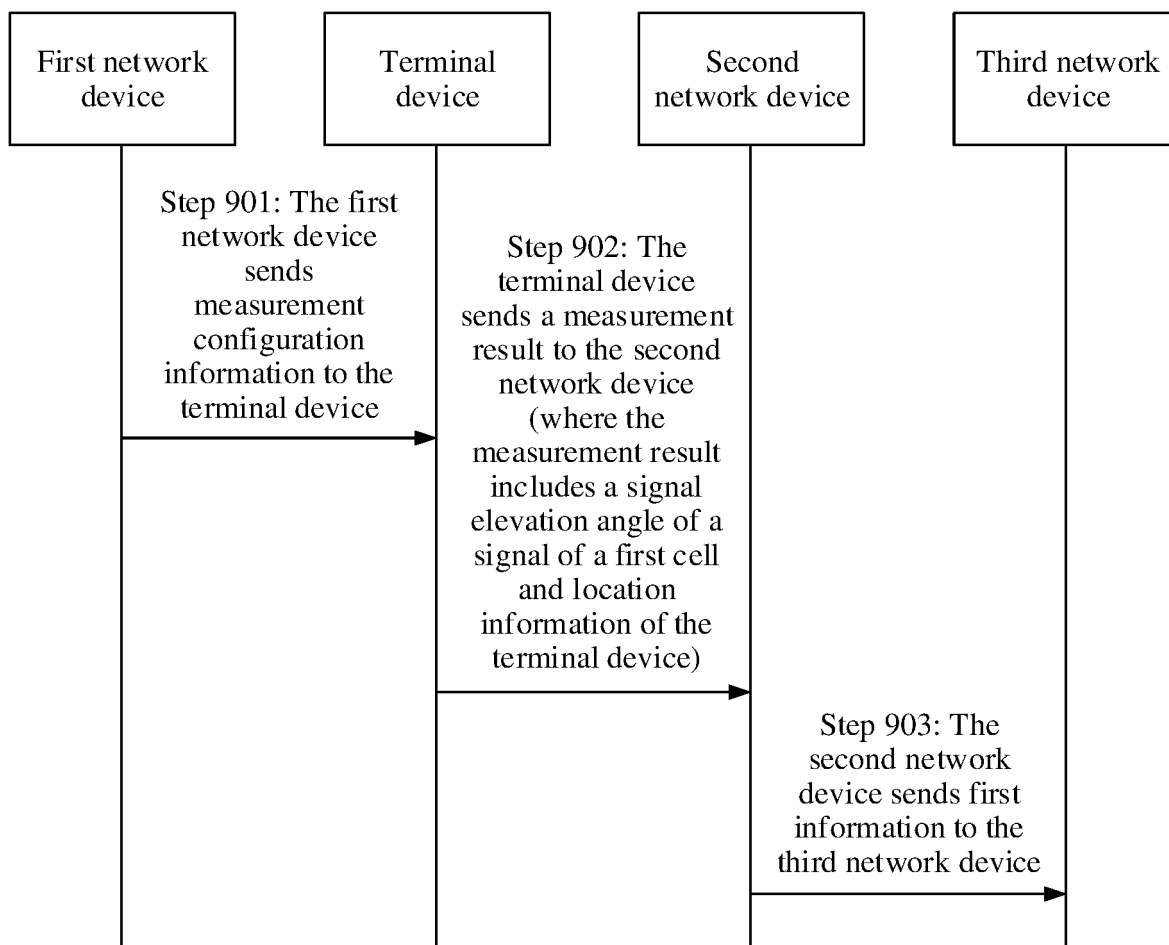 First network
device
Terminal
device
Second
network device
Third network
device
Step 901: The first
network device
sends
measurement
configuration
information to the
terminal device
Step 902: The
terminal device
sends a measurement
result to the second
network device
(where the
measurement result
includes a signal
elevation angle of a
signal of a first cell
and location
information of the
terminal device)
Step 903: The
second network
device sends first
information to the
third network device